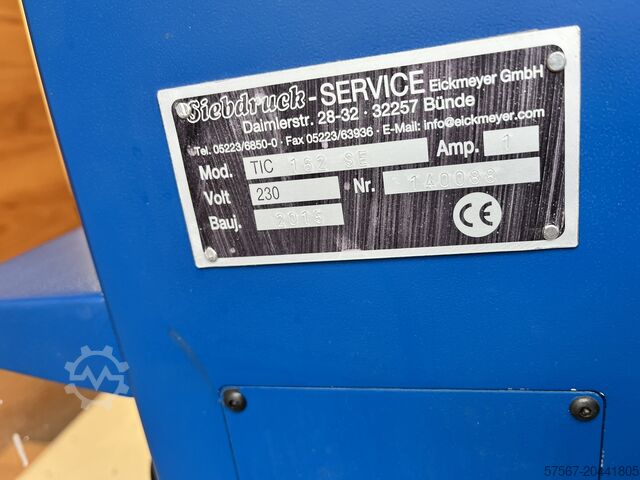 Siebdruck-SERVICE Eickmeyer GmbH
Daimlerstr. 28-32 · 32257 Bünde
Tel. 05223/6850-0 · Fax 05223/63936 · E-Mail: info@eickmeyer.com
Mod. TIC 162 SE Amp. 1
Volt 230 Nr. 140088
Bauj. 2015
CE
57567-20441805